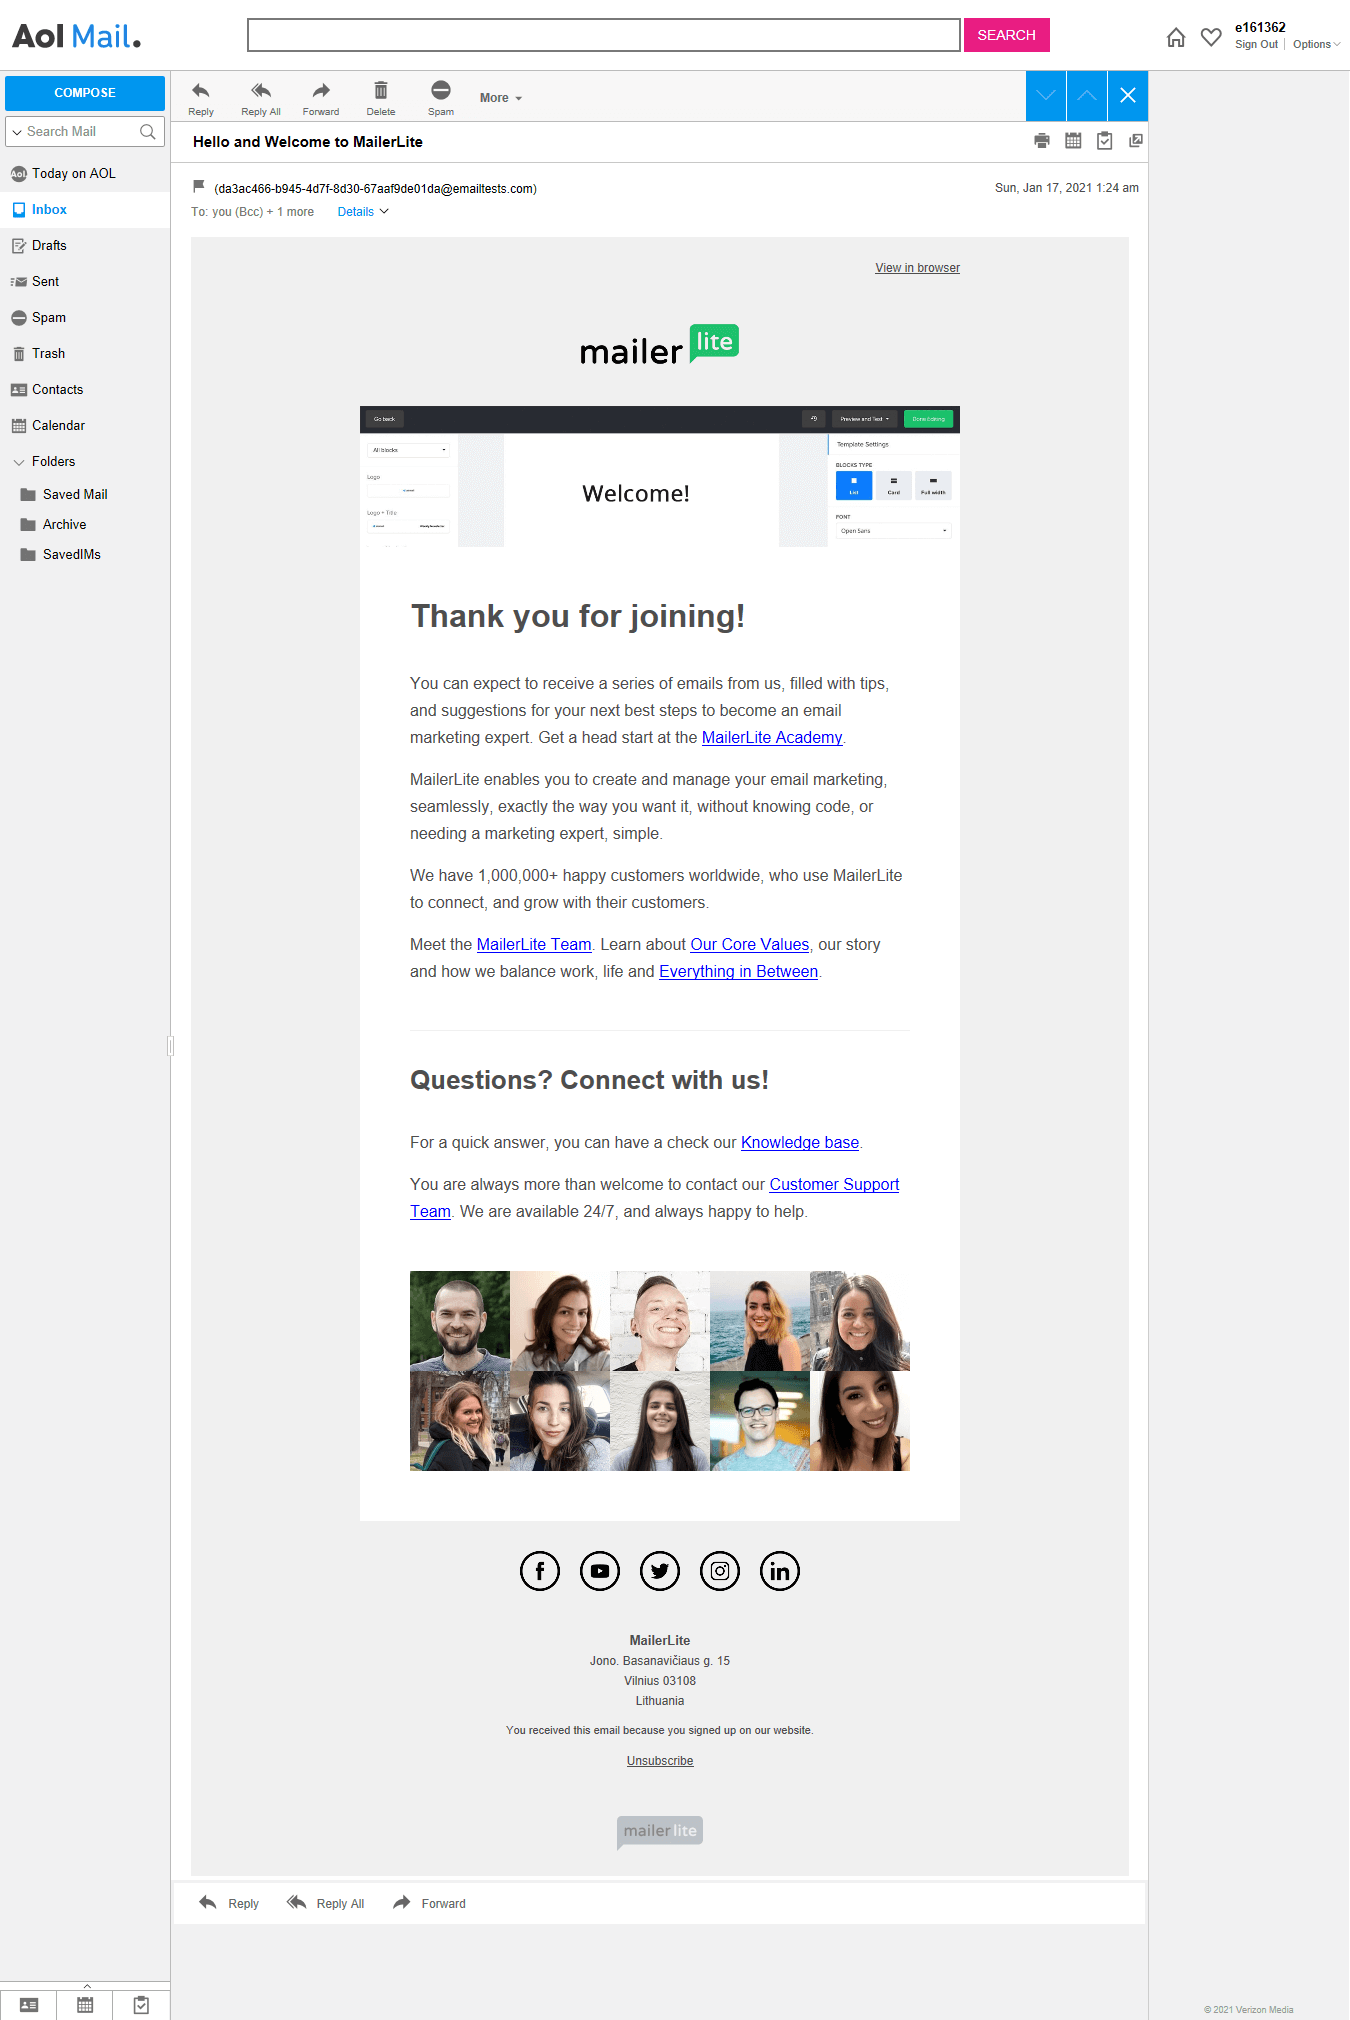 Aol Mail.
SEARCH
e161362
Sign Out
Options
COMPOSE
Search Mail
Today on AOL
Inbox
Drafts
Sent
Spam
Trash
Contacts
Calendar
Folders
Saved Mail
Archive
SavedIMs
Reply
Reply All
Forward
Delete
Spam
More
Hello and Welcome to MailerLite
(da3ac466-b945-4d7f-8d30-67aaf9de01da@emailtests.com)
Sun, Jan 17, 2021 1:24 am
To: you (Bcc) + 1 more
Details
View in browser
mailer lite
Go back
Preview and Test
Done Editing
All blocks
Template Settings
Logo
BLOCKS TYPE
Welcome!
List
Card
Full width
Logo + Title
FONT
Open Sans
Thank you for joining!
You can expect to receive a series of emails from us, filled with tips,
and suggestions for your next best steps to become an email
marketing expert. Get a head start at the MailerLite Academy.
MailerLite enables you to create and manage your email marketing,
seamlessly, exactly the way you want it, without knowing code, or
needing a marketing expert, simple.
We have 1,000,000+ happy customers worldwide, who use MailerLite
to connect, and grow with their customers.
Meet the MailerLite Team. Learn about Our Core Values, our story
and how we balance work, life and Everything in Between.
Questions? Connect with us!
For a quick answer, you can have a check our Knowledge base.
You are always more than welcome to contact our Customer Support
Team. We are available 24/7, and always happy to help.
MailerLite
Jono. Basanavičiaus g. 15
Vilnius 03108
Lithuania
You received this email because you signed up on our website.
Unsubscribe
mailer lite
Reply
Reply All
Forward
© 2021 Verizon Media